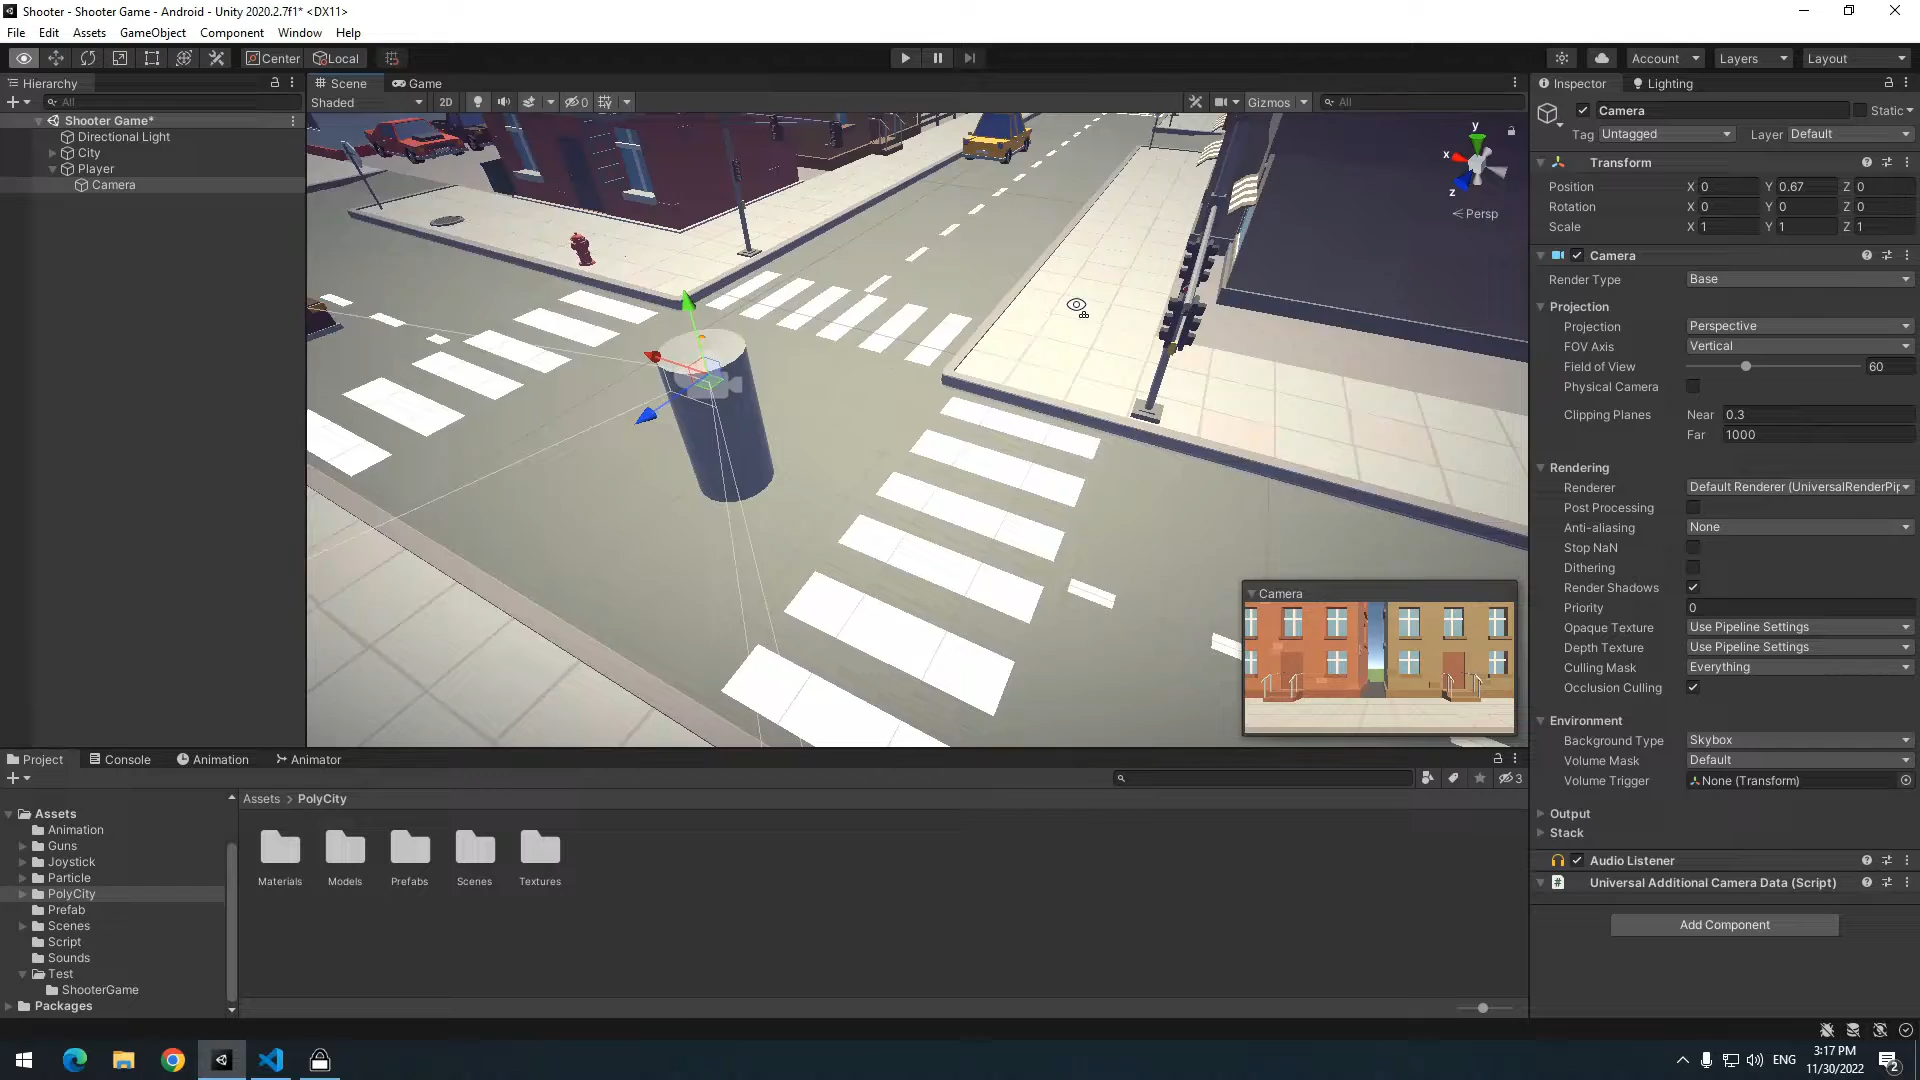 Shooter - Shooter Game - Android - Unity 2020.2.7f1* <DX11>
File Edit Assets GameObject Component Window Help
Center Local Account Layers Layout
Hierarchy
All
Shooter Game*
Directional Light
City
Player
Camera
Scene Game
Shaded 2D 0 Gizmos All
y
x
z
Persp
Camera
Inspector Lighting
Camera Static
Tag Untagged Layer Default
Transform
Position X 0 Y 0.67 Z 0
Rotation X 0 Y 0 Z 0
Scale X 1 Y 1 Z 1
Camera
Render Type Base
Projection
Projection Perspective
FOV Axis Vertical
Field of View 60
Physical Camera
Clipping Planes Near 0.3
Far 1000
Rendering
Renderer Default Renderer (UniversalRenderPip
Post Processing
Anti-aliasing None
Stop NaN
Dithering
Render Shadows
Priority 0
Opaque Texture Use Pipeline Settings
Depth Texture Use Pipeline Settings
Culling Mask Everything
Occlusion Culling
Environment
Background Type Skybox
Volume Mask Default
Volume Trigger None (Transform)
Output
Stack
Audio Listener
# Universal Additional Camera Data (Script)
Add Component
Project Console Animation Animator
3
Assets
Animation
Guns
Joystick
Particle
PolyCity
Prefab
Scenes
Script
Sounds
Test
ShooterGame
Packages
Assets > PolyCity
Materials Models Prefabs Scenes Textures
ENG
3:17 PM
11/30/2022
2